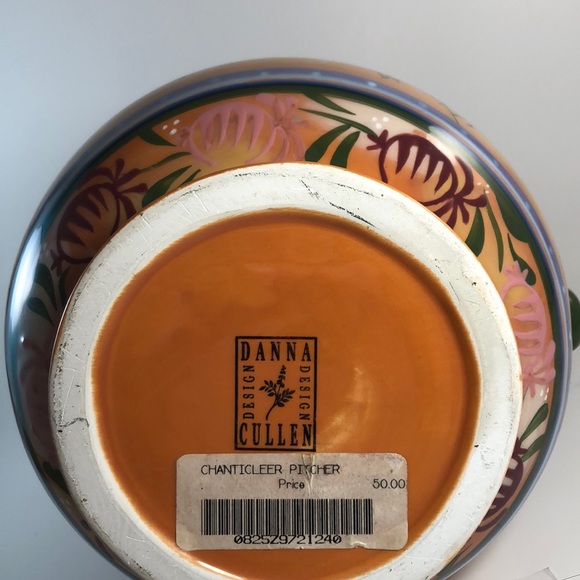 DANNA
DESIGN
DESIGN
CULLEN
CHANTICLEER PITCHER
Price 50.00
0825Z9721240